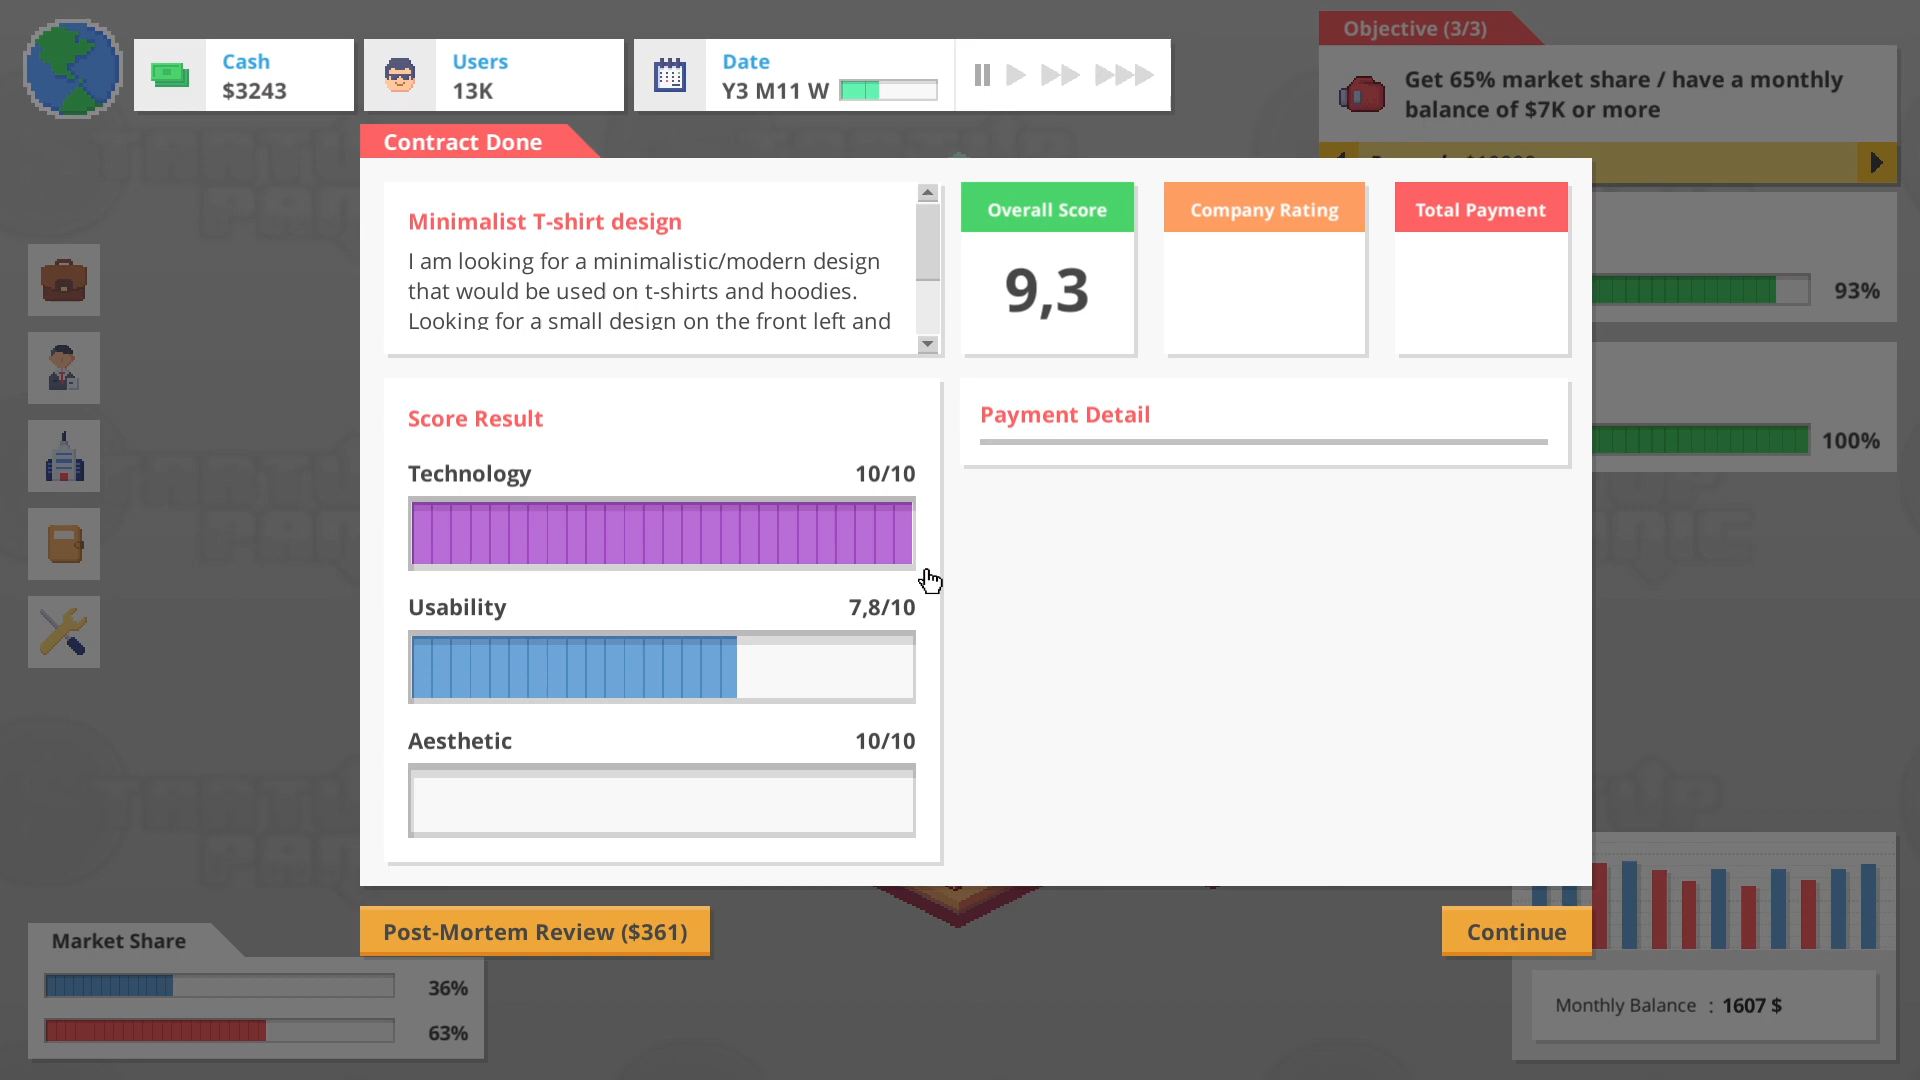 Cash
$3243
Users
13K
Date
Y3 M11 W
Objective (3/3)
Get 65% market share / have a monthly
balance of $7K or more
Contract Done
Minimalist T-shirt design
I am looking for a minimalistic/modern design
that would be used on t-shirts and hoodies.
Looking for a small design on the front left and
Overall Score
9,3
Company Rating
Total Payment
93%
100%
Score Result
Technology 10/10
Usability 7,8/10
Aesthetic 10/10
Payment Detail
Post-Mortem Review ($361)
Continue
Market Share
36%
63%
Monthly Balance : 1607 $